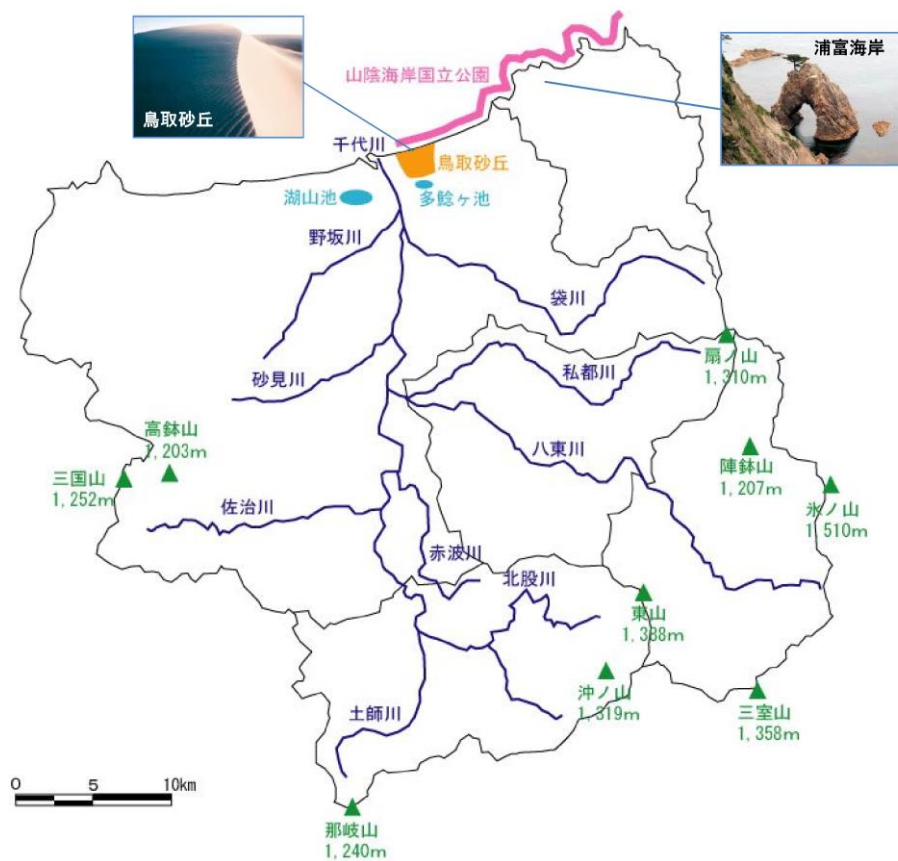 鳥取砂丘
浦富海岸
山陰海岸国立公園
千代川
鳥取砂丘
湖山池
多鯰ヶ池
野坂川
袋川
扇ノ山
1,310m
砂見川
私都川
高鉢山
1,203m
八東川
陣鉢山
1,207m
三国山
1,252m
氷ノ山
1,510m
佐治川
赤波川
北股川
東山
1,388m
沖ノ山
1,319m
三室山
1,358m
土師川
0 5 10km
那岐山
1,240m